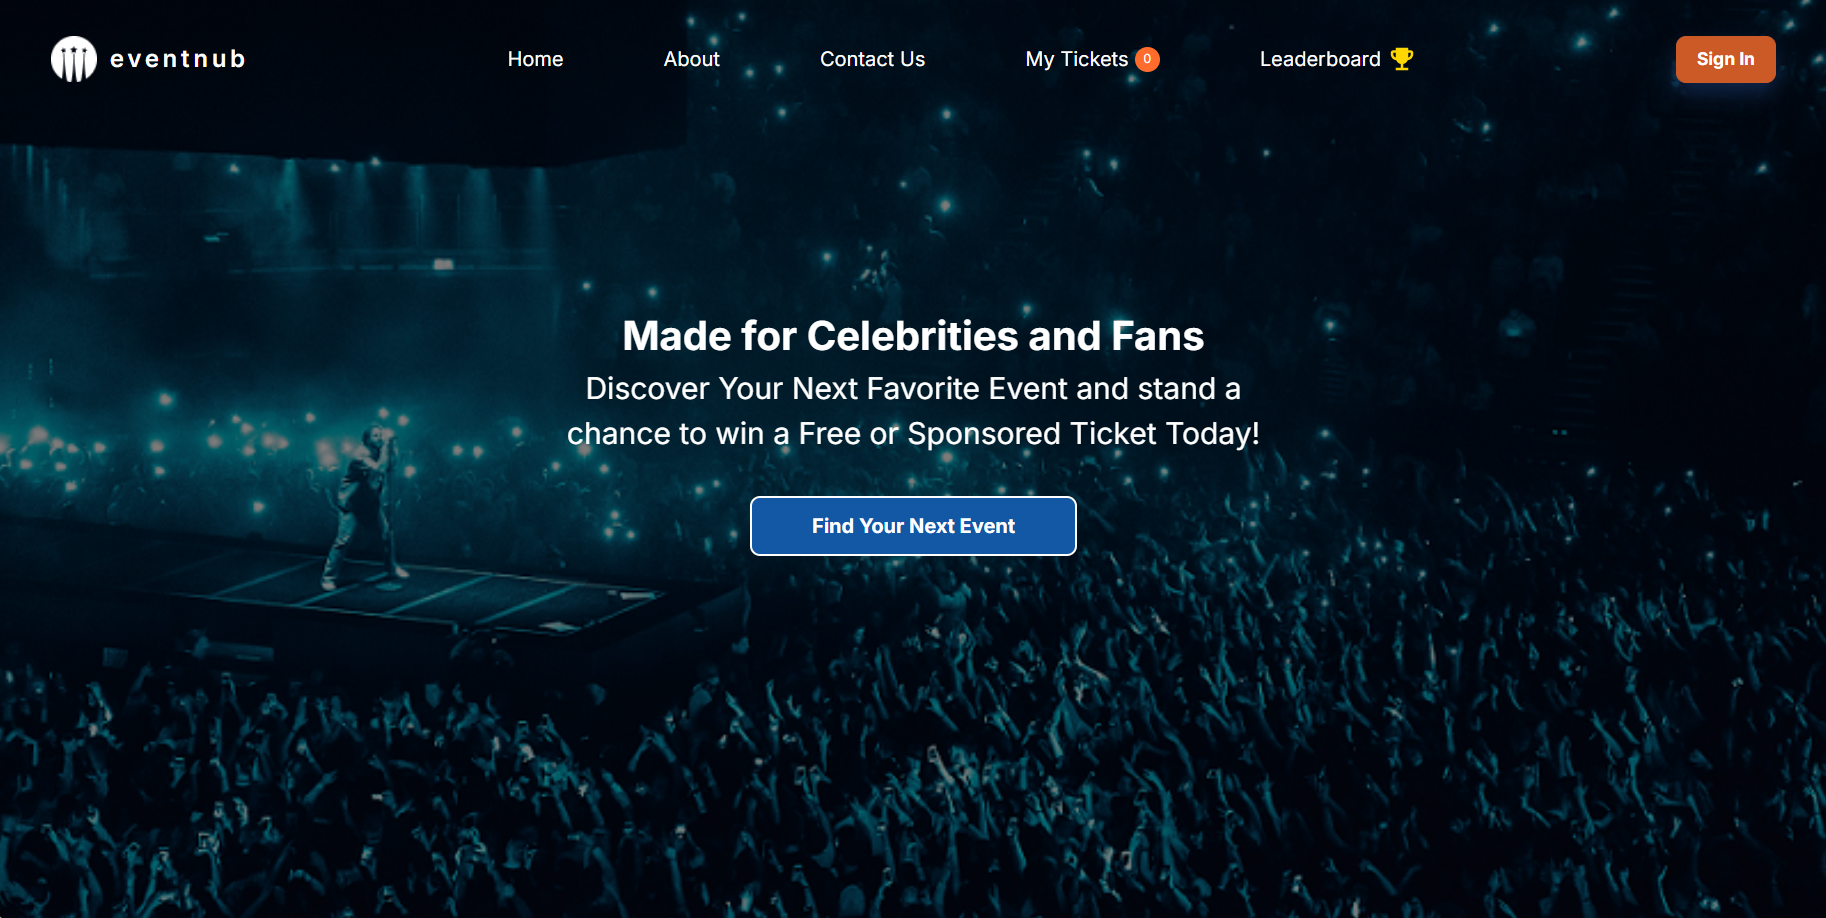 eventnub
Home
About
Contact Us
My Tickets 0
Leaderboard
Sign In
Made for Celebrities and Fans
Discover Your Next Favorite Event and stand a
chance to win a Free or Sponsored Ticket Today!
Find Your Next Event